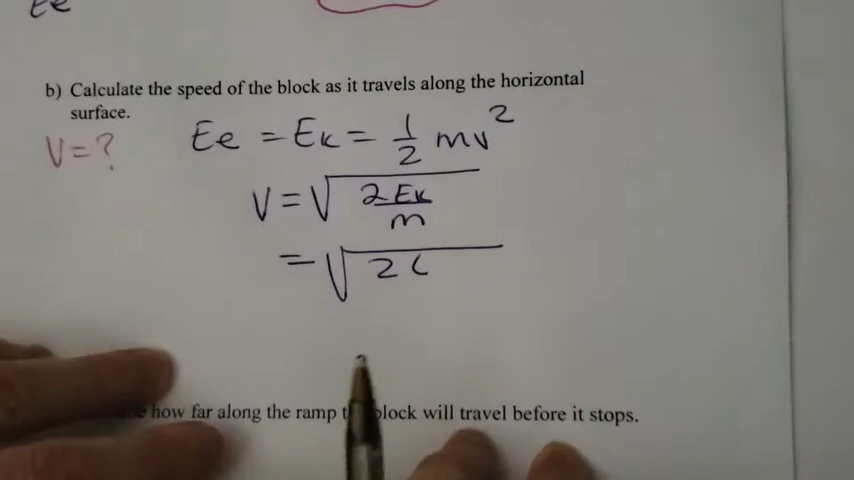 Ee
b) Calculate the speed of the block as it travels along the horizontal
surface.
V=? Ee = Ek = 1/2 mv²
V = √(2Ek/m)
= √2(
how far along the ramp block will travel before it stops.